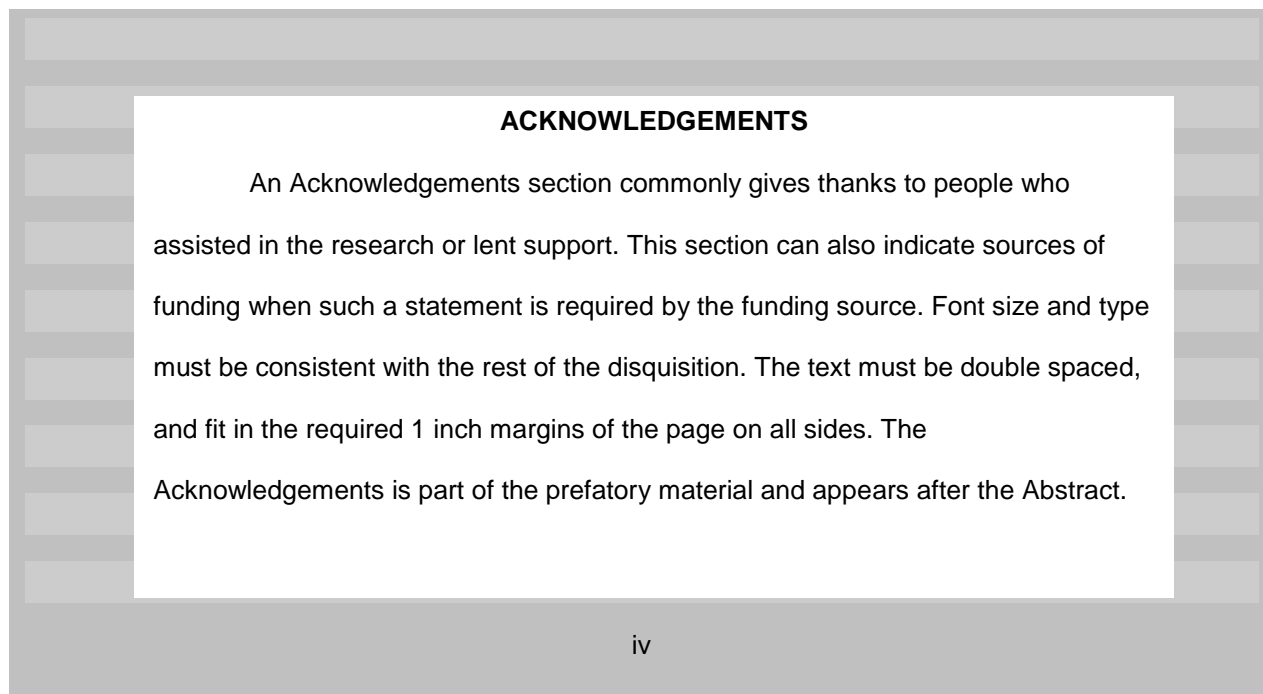 ACKNOWLEDGEMENTS
An Acknowledgements section commonly gives thanks to people who
assisted in the research or lent support. This section can also indicate sources of
funding when such a statement is required by the funding source. Font size and type
must be consistent with the rest of the disquisition. The text must be double spaced,
and fit in the required 1 inch margins of the page on all sides. The
Acknowledgements is part of the prefatory material and appears after the Abstract.
iv